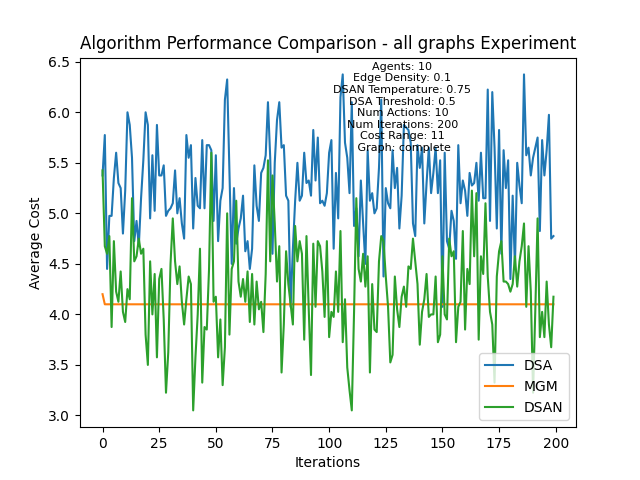 Algorithm Performance Comparison - all graphs Experiment
Agents: 10
Edge Density: 0.1
DSAN Temperature: 0.75
DSA Threshold: 0.5
Num Actions: 10
Num Iterations: 200
Cost Range: 11
Graph; complete
6.5
6.0
5.5
5.0
4.5
4.0
3.5
3.0
Average Cost
DSA
MGM
DSAN
0
25
50
75
100
125
150
175
200
Iterations